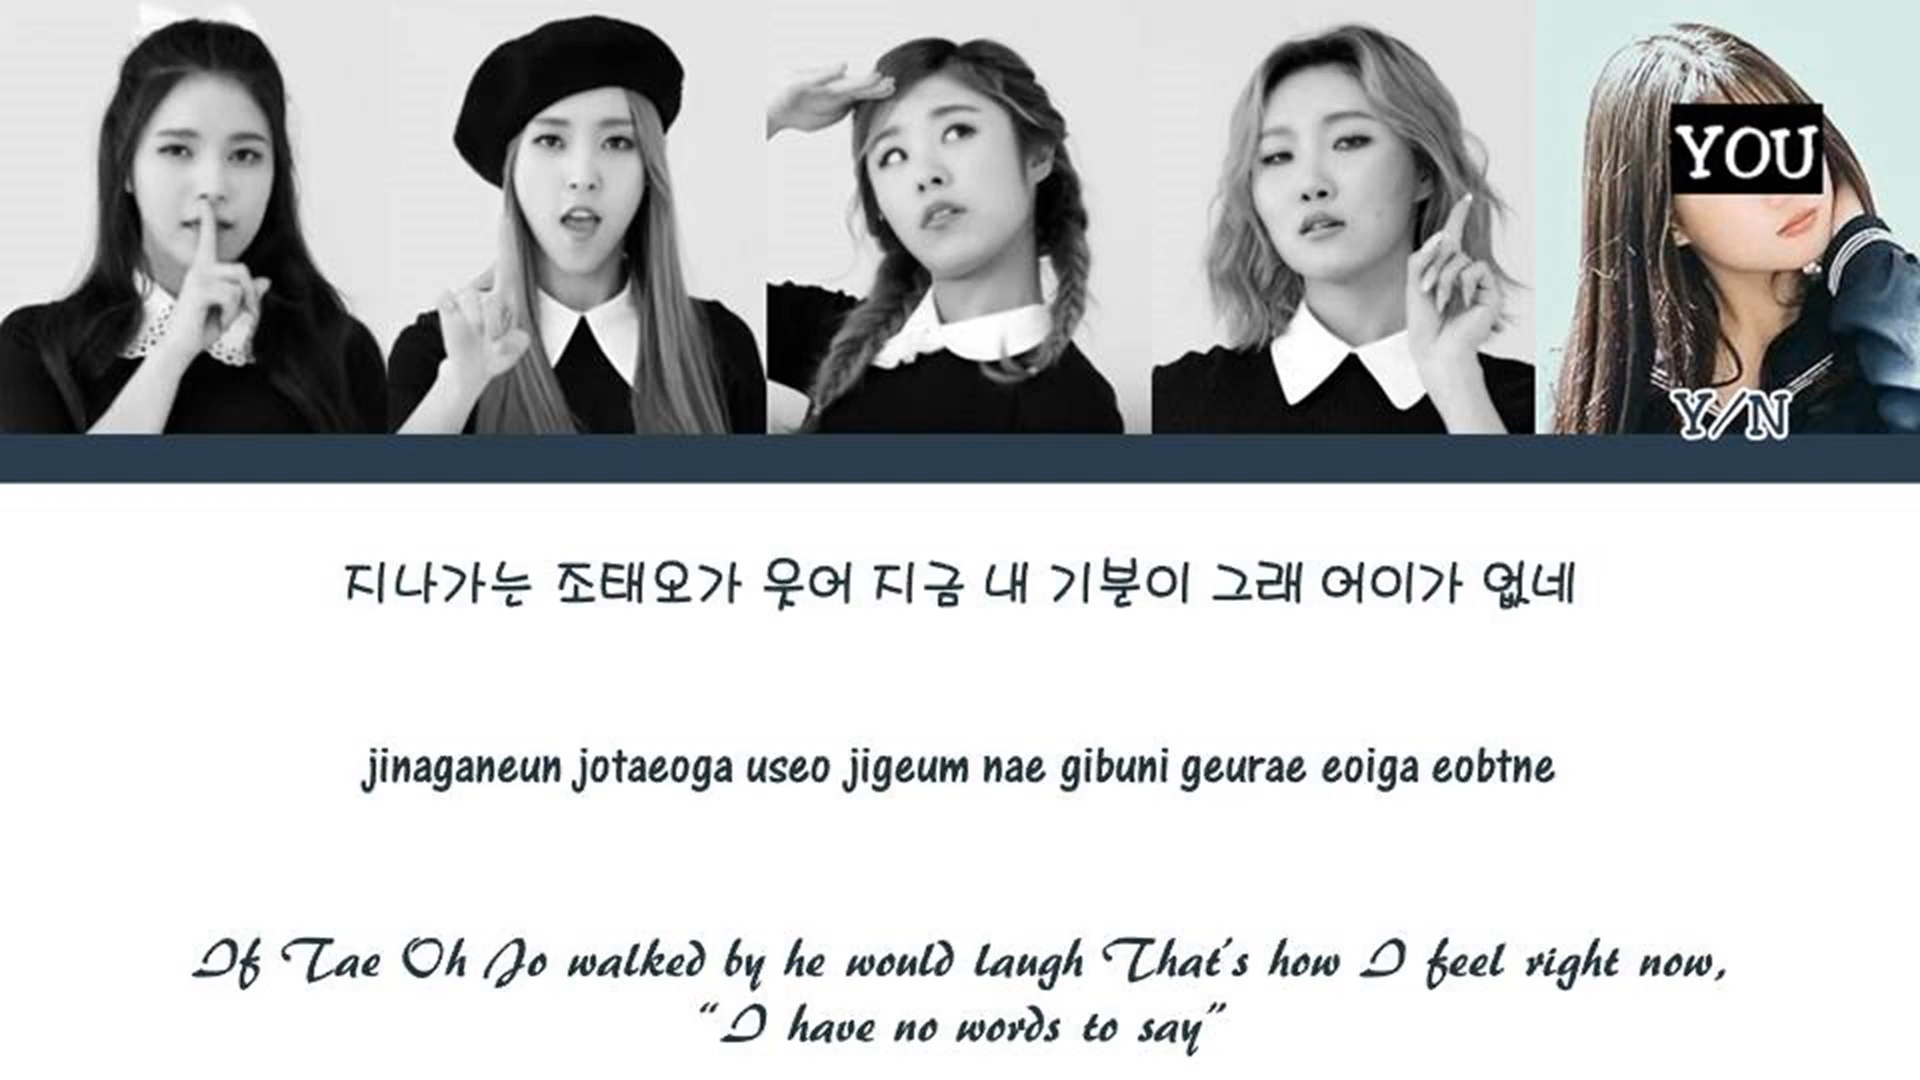 YOU
Y/N
지나가는 조태오가 웃어 지금 내 기분이 그래 어이가 없네
jinaganeun jotaeoga useo jigeum nae gibuni geurae eoiga eobtne
If Tae Oh Jo walked by he would laugh That's how I feel right now,
“I have no words to say”